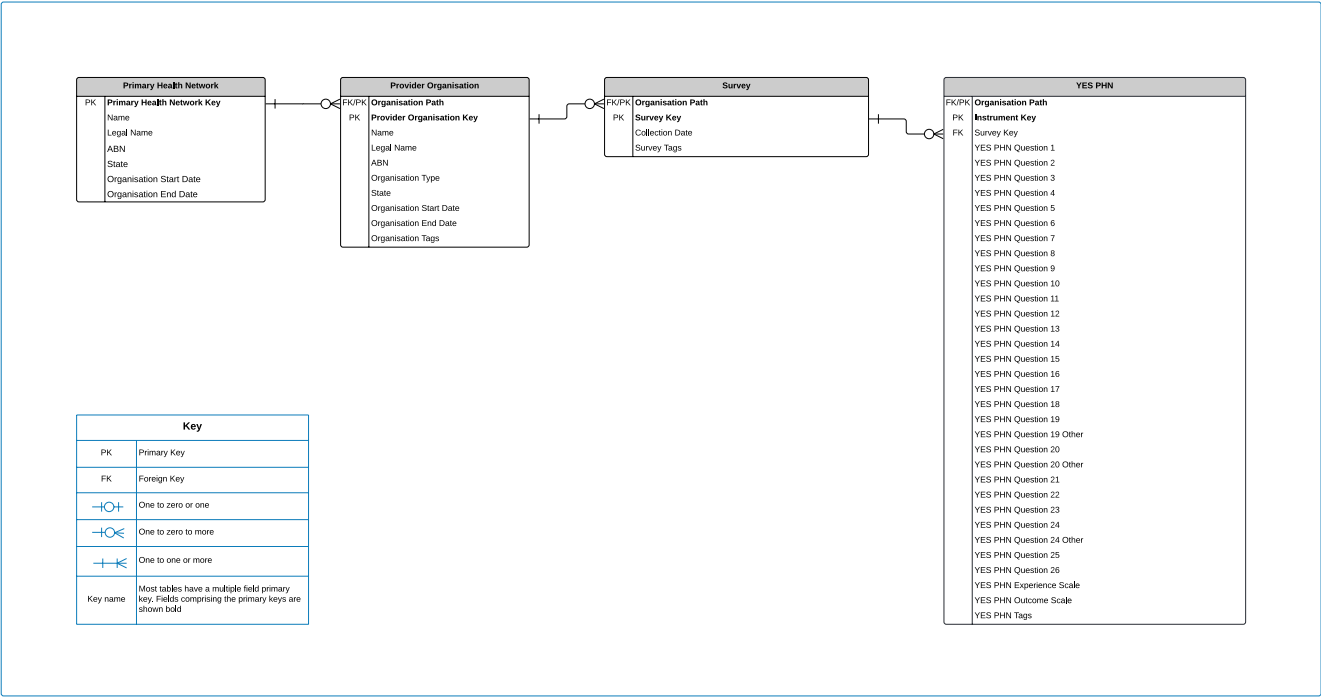 Primary Health Network
PK Primary Health Network Key
Name
Legal Name
ABN
State
Organisation Start Date
Organisation End Date
Provider Organisation
FK/PK Organisation Path
PK Provider Organisation Key
Name
Legal Name
ABN
Organisation Type
State
Organisation Start Date
Organisation End Date
Organisation Tags
Survey
FK/PK Organisation Path
PK Survey Key
Collection Date
Survey Tags
YES PHN
FK/PK Organisation Path
PK Instrument Key
FK Survey Key
YES PHN Question 1
YES PHN Question 2
YES PHN Question 3
YES PHN Question 4
YES PHN Question 5
YES PHN Question 6
YES PHN Question 7
YES PHN Question 8
YES PHN Question 9
YES PHN Question 10
YES PHN Question 11
YES PHN Question 12
YES PHN Question 13
YES PHN Question 14
YES PHN Question 15
YES PHN Question 16
YES PHN Question 17
YES PHN Question 18
YES PHN Question 19
YES PHN Question 19 Other
YES PHN Question 20
YES PHN Question 20 Other
YES PHN Question 21
YES PHN Question 22
YES PHN Question 23
YES PHN Question 24
YES PHN Question 24 Other
YES PHN Question 25
YES PHN Question 26
YES PHN Experience Scale
YES PHN Outcome Scale
YES PHN Tags
Key
PK Primary Key
FK Foreign Key
One to zero or one
One to zero to more
One to one or more
Key name
Most tables have a multiple field primary
key. Fields comprising the primary keys are
shown bold